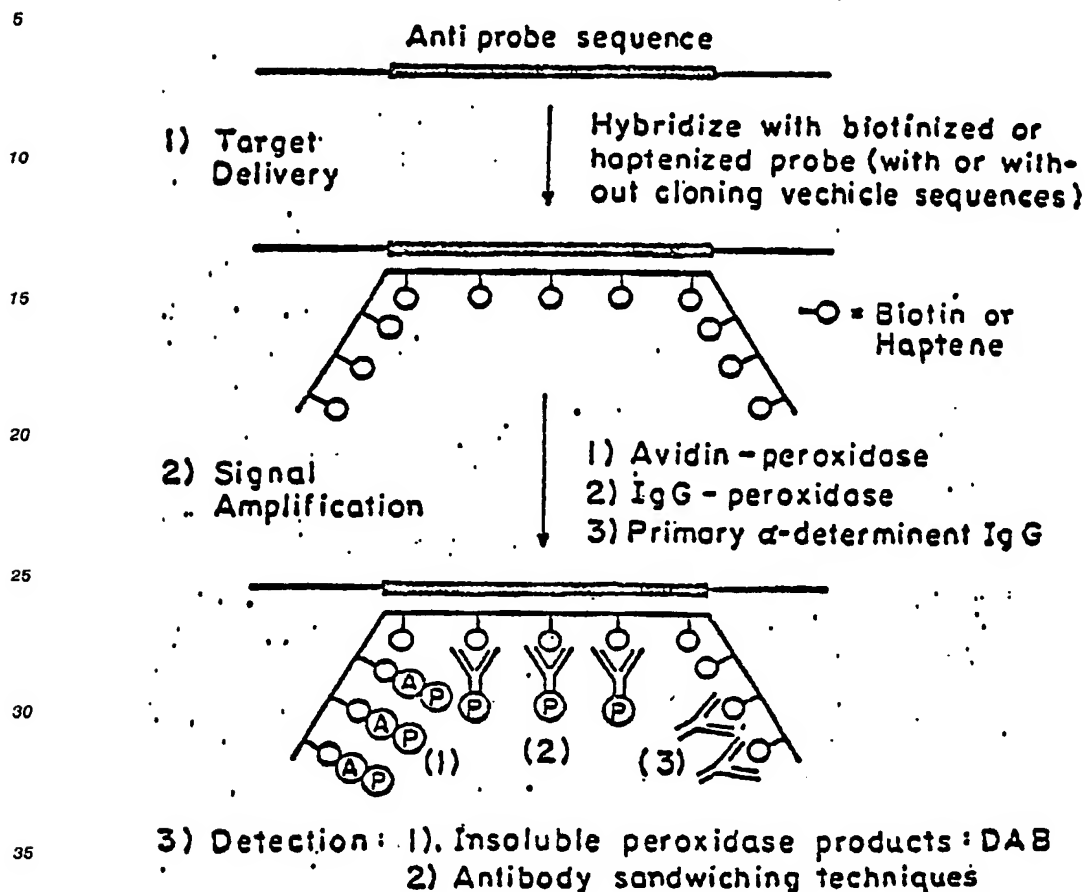 5
Anti probe sequence
1) Target
Delivery
Hybridize with biotinized or
haptenized probe (with or with-
out cloning vechicle sequences)
10
15
= Biotin or
Haptene
20
2) Signal
Amplification
1) Avidin-peroxidase
2) IgG-peroxidase
3) Primary α-determinent IgG
25
30
A P
A P
A P
(1)
P P P
(2)
(3)
3) Detection: 1). Insoluble peroxidase products: DAB
35
2) Antibody sandwiching techniques